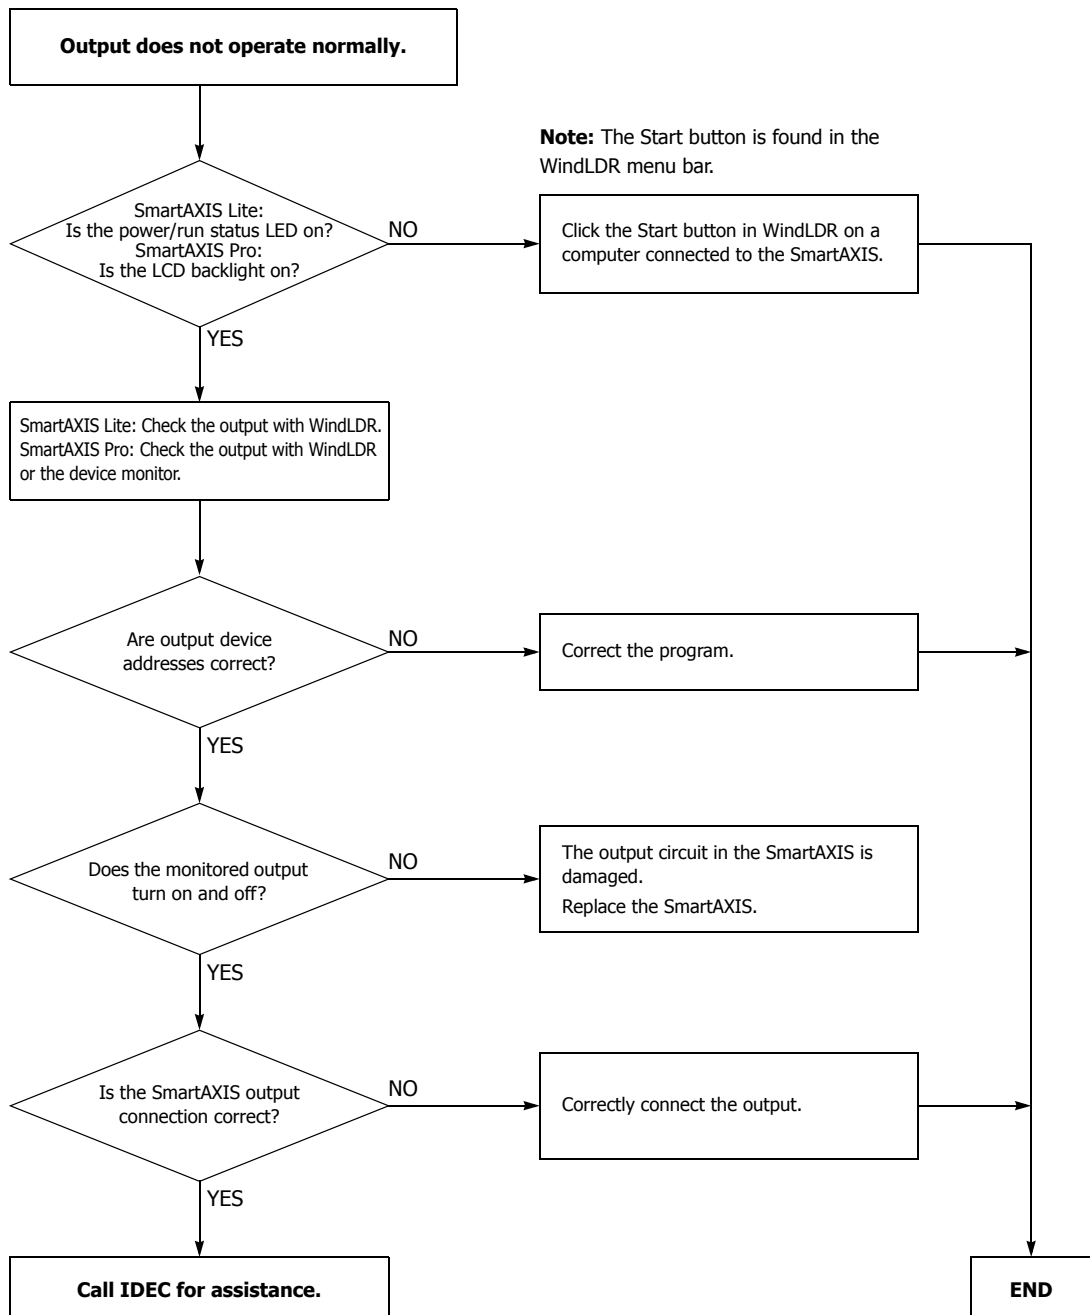 Output does not operate normally.
Note: The Start button is found in the
WindLDR menu bar.
SmartAXIS Lite:
Is the power/run status LED on?
SmartAXIS Pro:
Is the LCD backlight on?
NO
Click the Start button in WindLDR on a
computer connected to the SmartAXIS.
YES
SmartAXIS Lite: Check the output with WindLDR.
SmartAXIS Pro: Check the output with WindLDR
or the device monitor.
Are output device
addresses correct?
NO
Correct the program.
YES
Does the monitored output
turn on and off?
NO
The output circuit in the SmartAXIS is
damaged.
Replace the SmartAXIS.
YES
Is the SmartAXIS output
connection correct?
NO
Correctly connect the output.
YES
Call IDEC for assistance.
END